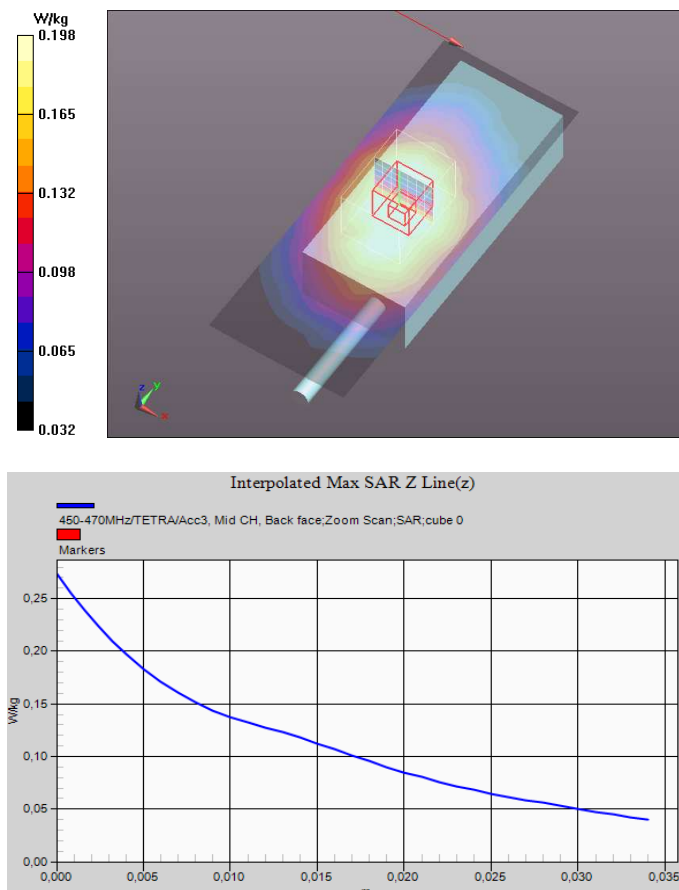 W/kg
0.198
0.165
0.132
0.098
0.065
0.032
z
y
x
Interpolated Max SAR Z Line(z)
450-470MHz/TETRA/Acc3, Mid CH, Back face;Zoom Scan;SAR;cube 0
Markers
W/kg
0,25
0,20
0,15
0,10
0,05
0,00
0,000 0,005 0,010 0,015 0,020 0,025 0,030 0,035